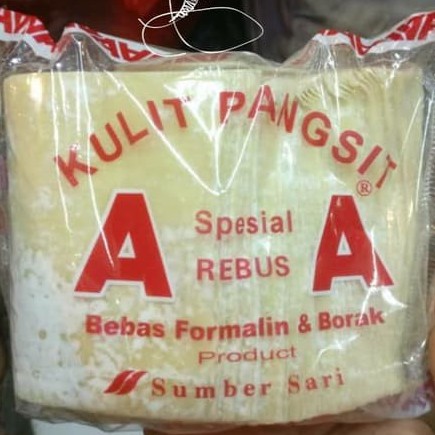 KULIT PANGSIT
A Spesial A®
REBUS
Bebas Formalin & Borak
Product
Sumber Sari